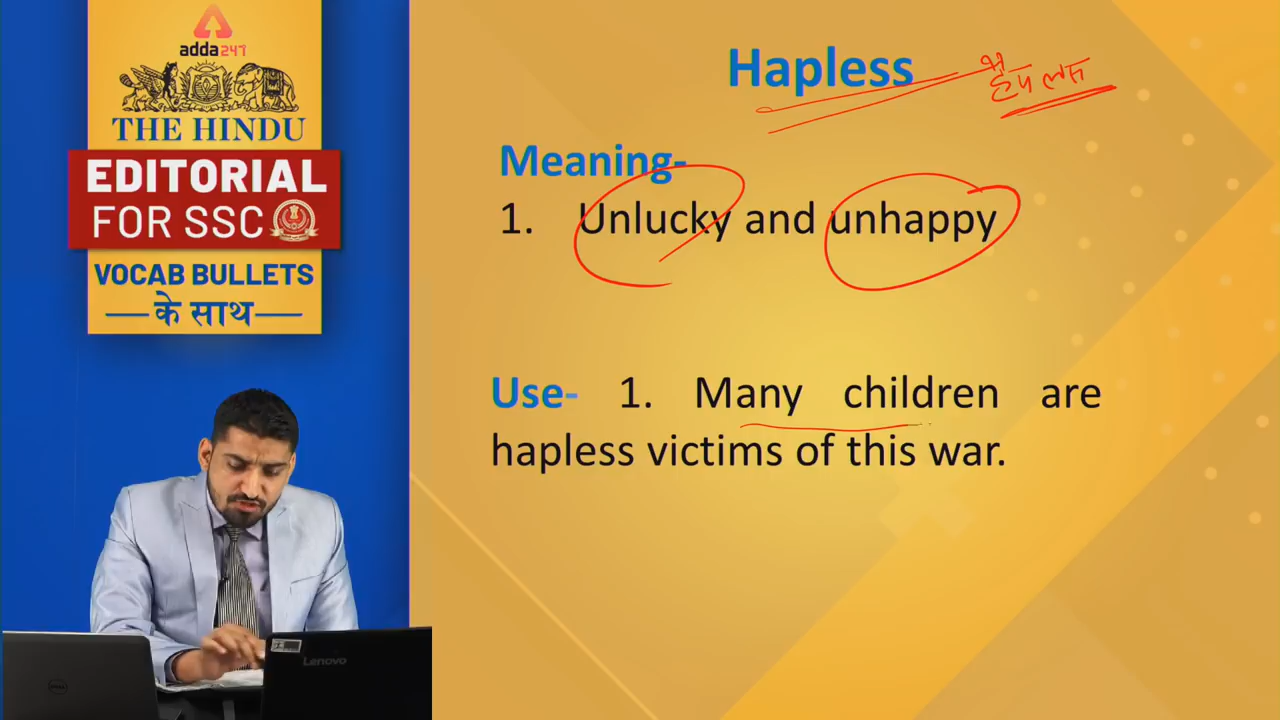 adda247
THE HINDU
EDITORIAL
FOR SSC
VOCAB BULLETS
के साथ
Hapless
हैपलस
Meaning-
1. Unlucky and unhappy
Use- 1. Many children are
hapless victims of this war.
Lenovo
DELL